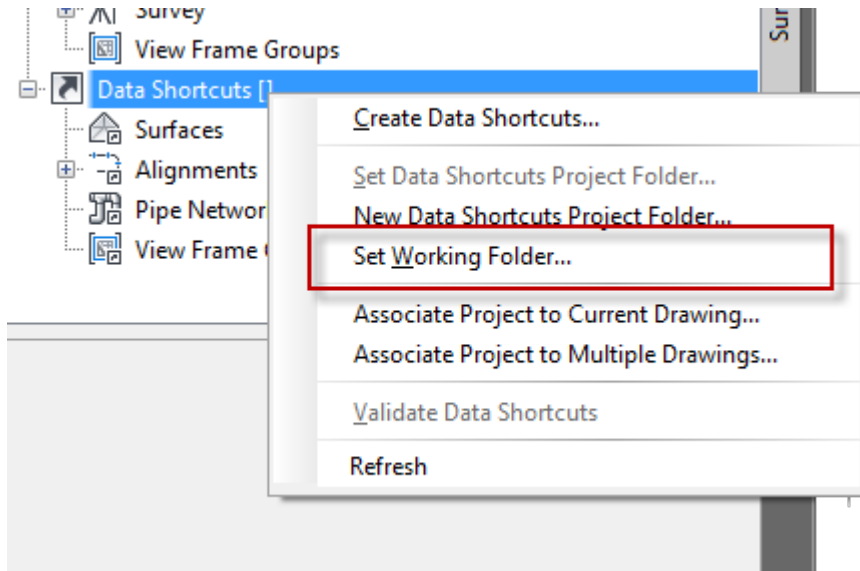 Survey
View Frame Groups
Data Shortcuts []
Surfaces
Alignments
Pipe Networ
View Frame
Create Data Shortcuts...
Set Data Shortcuts Project Folder...
New Data Shortcuts Project Folder...
Set Working Folder...
Associate Project to Current Drawing...
Associate Project to Multiple Drawings...
Validate Data Shortcuts
Refresh
Sur